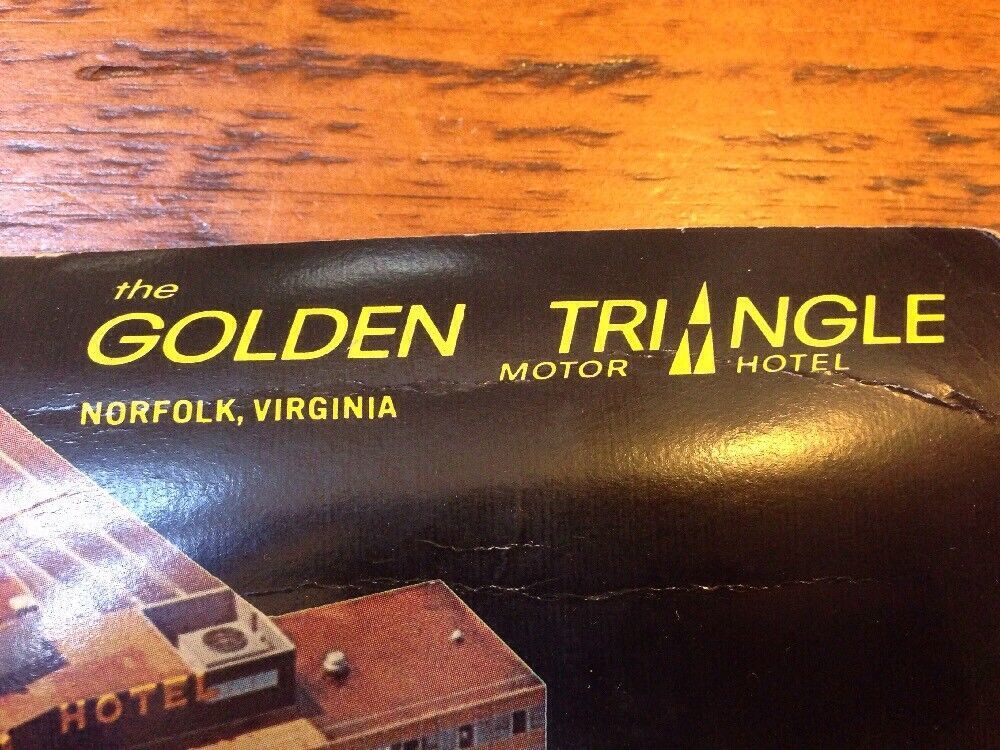 the
GOLDEN TRIANGLE
MOTOR HOTEL
NORFOLK, VIRGINIA
HOTEL